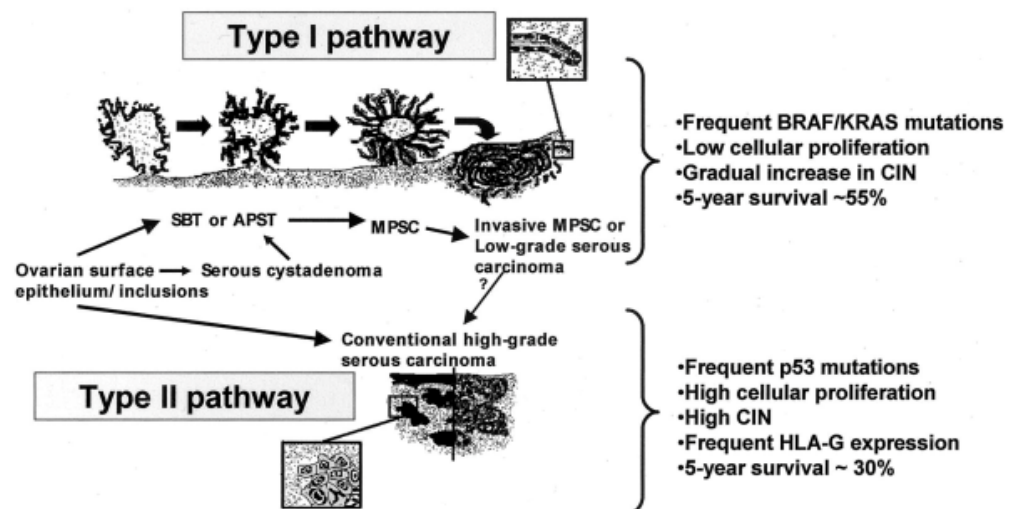 Type I pathway
•Frequent BRAF/KRAS mutations
•Low cellular proliferation
•Gradual increase in CIN
•5-year survival ~55%
SBT or APST
MPSC
Invasive MPSC or
Low-grade serous
carcinoma
?
Ovarian surface
epithelium/ inclusions
Serous cystadenoma
Conventional high-grade
serous carcinoma
Type II pathway
•Frequent p53 mutations
•High cellular proliferation
•High CIN
•Frequent HLA-G expression
•5-year survival ~ 30%